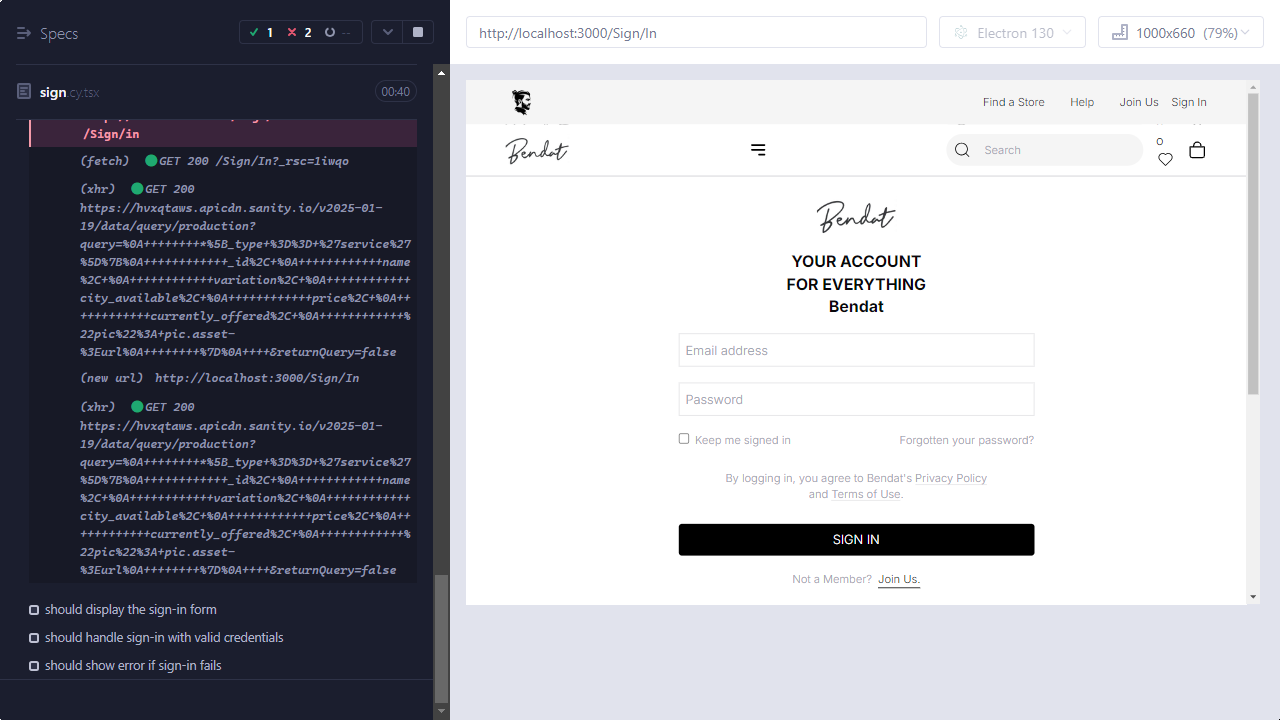 Specs
1
2
--
sign.cy.tsx
00:40
/Sign/in
(fetch) GET 200 /Sign/In?_rsc=1iwqo
(xhr) GET 200
https://hvxqtaws.apicdn.sanity.io/v2025-01-
19/data/query/production?
query=%0A++++++++*%5B_type+%3D%3D+%27service%27
%5D%7B%0A++++++++++++_id%2C+%0A++++++++++++name
%2C+%0A++++++++++++variation%2C+%0A++++++++++++
city_available%2C+%0A++++++++++++price%2C+%0A++
++++++++++currently_offered%2C+%0A++++++++++++%
22pic%22%3A+pic.asset-
%3Eurl%0A++++++++%7D%0A++++&returnQuery=false
(new url) http://localhost:3000/Sign/In
(xhr) GET 200
https://hvxqtaws.apicdn.sanity.io/v2025-01-
19/data/query/production?
query=%0A++++++++*%5B_type+%3D%3D+%27service%27
%5D%7B%0A++++++++++++_id%2C+%0A++++++++++++name
%2C+%0A++++++++++++variation%2C+%0A++++++++++++
city_available%2C+%0A++++++++++++price%2C+%0A++
++++++++++currently_offered%2C+%0A++++++++++++%
22pic%22%3A+pic.asset-
%3Eurl%0A++++++++%7D%0A++++&returnQuery=false
should display the sign-in form
should handle sign-in with valid credentials
should show error if sign-in fails
http://localhost:3000/Sign/In
Electron 130
1000x660 (79%)
Find a Store Help Join Us Sign In
Bendat
Search
0
Bendat
YOUR ACCOUNT
FOR EVERYTHING
Bendat
Email address
Password
Keep me signed in
Forgotten your password?
By logging in, you agree to Bendat's Privacy Policy
and Terms of Use.
SIGN IN
Not a Member? Join Us.